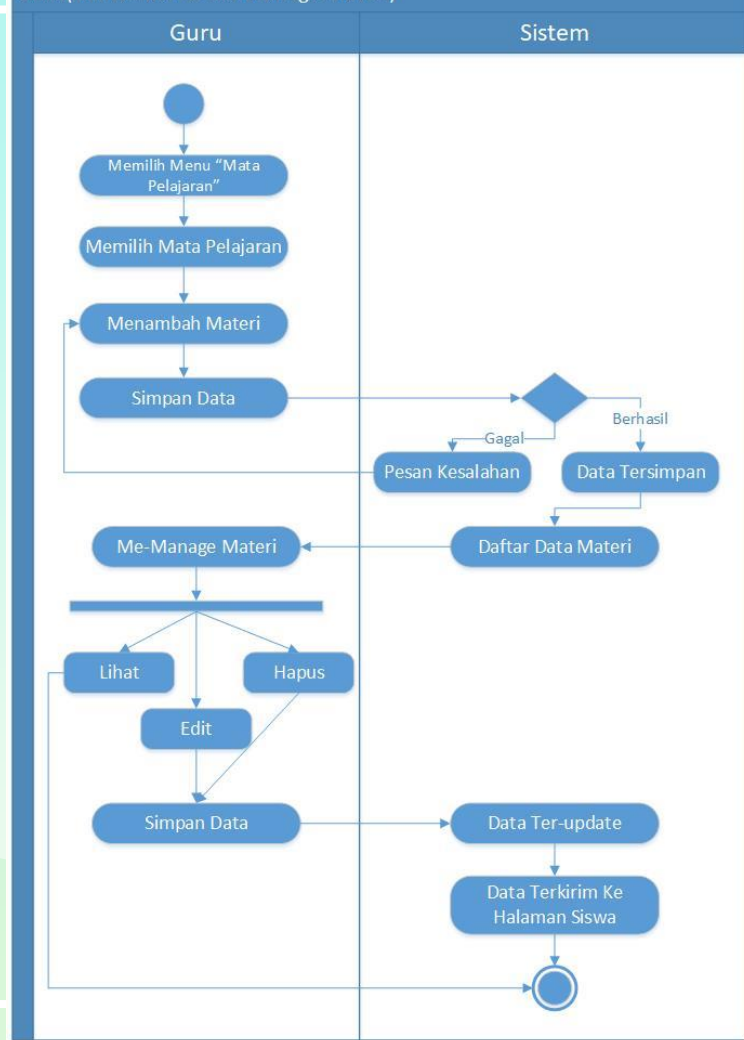 Guru
Sistem
Memilih Menu “Mata
Pelajaran”
Memilih Mata Pelajaran
Menambah Materi
Simpan Data
Berhasil
Gagal
Pesan Kesalahan
Data Tersimpan
Me-Manage Materi
Daftar Data Materi
Lihat
Hapus
Edit
Simpan Data
Data Ter-update
Data Terkirim Ke
Halaman Siswa